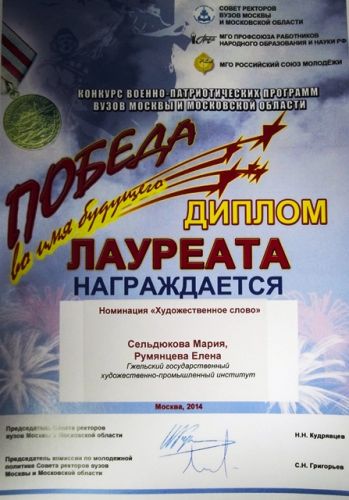 СОВЕТ РЕКТОРОВ
ВУЗОВ МОСКВЫ
И МОСКОВСКОЙ ОБЛАСТИ
МГО ПРОФСОЮЗА РАБОТНИКОВ
НАРОДНОГО ОБРАЗОВАНИЯ И НАУКИ РФ
МГО РОССИЙСКИЙ СОЮЗ МОЛОДЁЖИ
КОНКУРС ВОЕННО-ПАТРИОТИЧЕСКИХ ПРОГРАММ
ВУЗОВ МОСКВЫ И МОСКОВСКОЙ ОБЛАСТИ
ПОБЕДА
во имя будущего
ДИПЛОМ
ЛАУРЕАТА
НАГРАЖДАЕТСЯ
Номинация «Художественное слово»
Сельдюкова Мария,
Румянцева Елена
Гжельский государственный
художественно-промышленный институт
Москва, 2014
Председатель Совета ректоров
вузов Москвы и Московской области
Н.Н. Кудрявцев
Председатель комиссии по молодежной
политике Совета ректоров вузов
Москвы и Московской области
С.Н. Григорьев